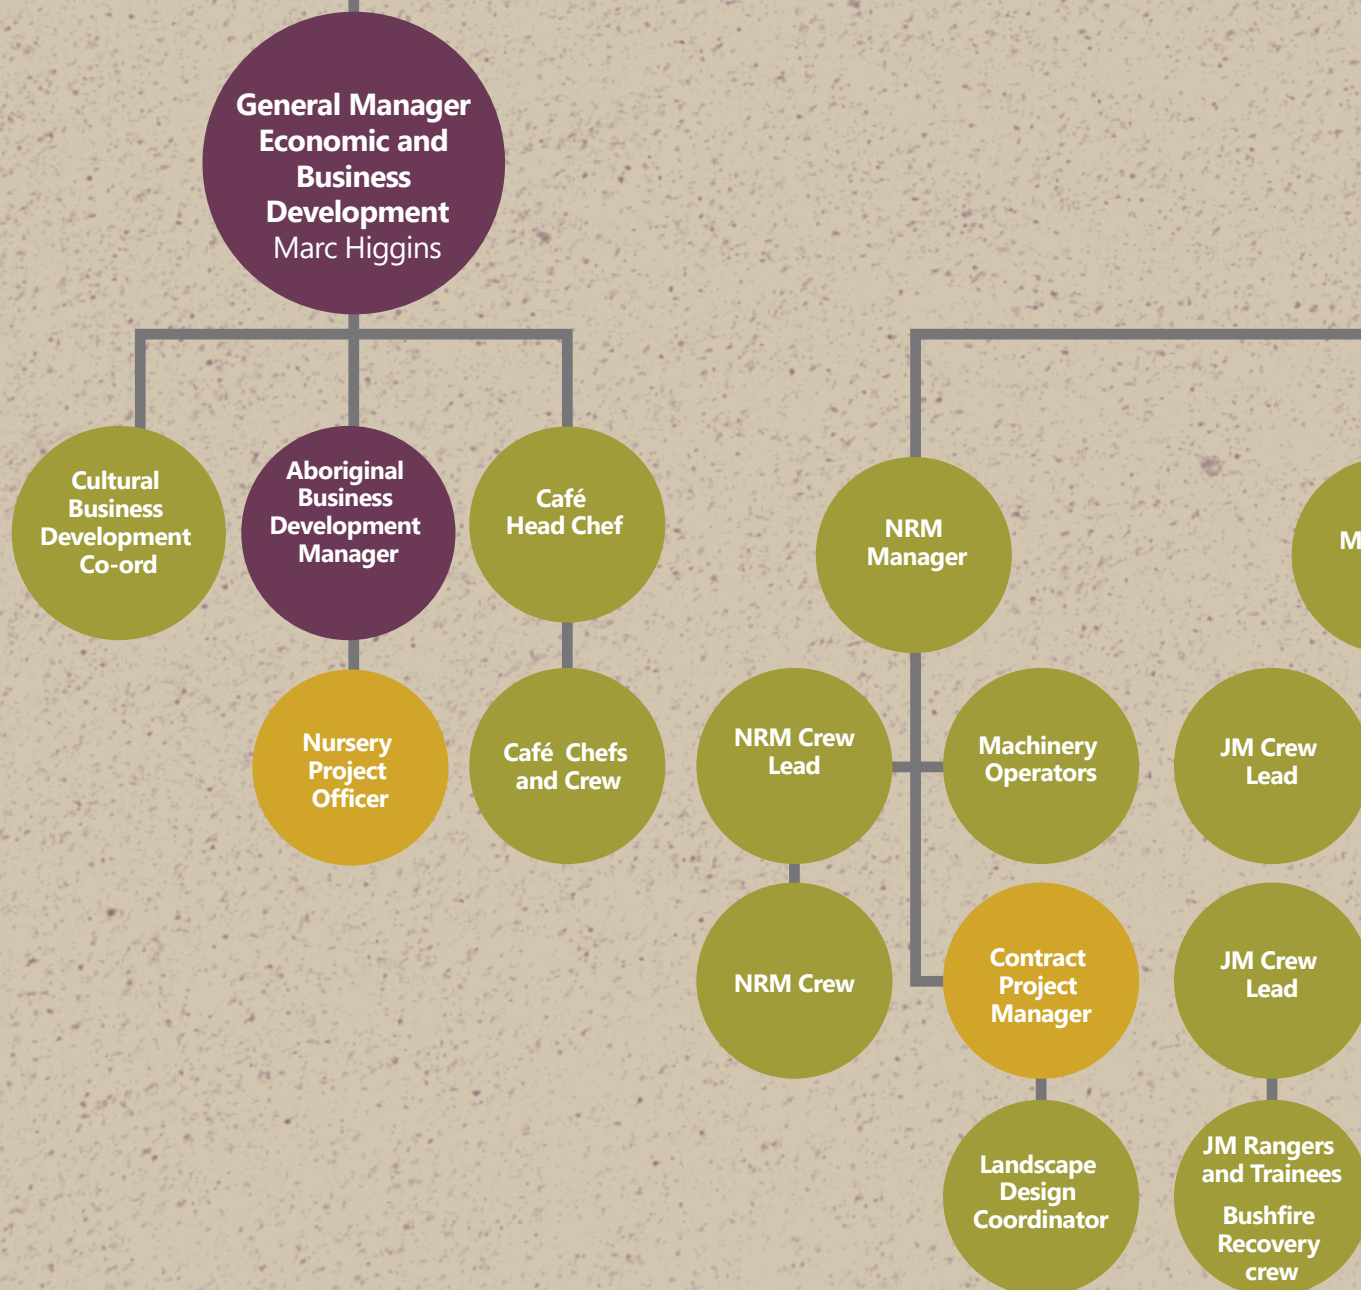 General Manager
Economic and
Business
Development
Marc Higgins
Cultural
Business
Development
Co-ord
Aboriginal
Business
Development
Manager
Café
Head Chef
NRM
Manager
M
Nursery
Project
Officer
Café Chefs
and Crew
NRM Crew
Lead
Machinery
Operators
JM Crew
Lead
NRM Crew
Contract
Project
Manager
JM Crew
Lead
Landscape
Design
Coordinator
JM Rangers
and Trainees
Bushfire
Recovery
crew